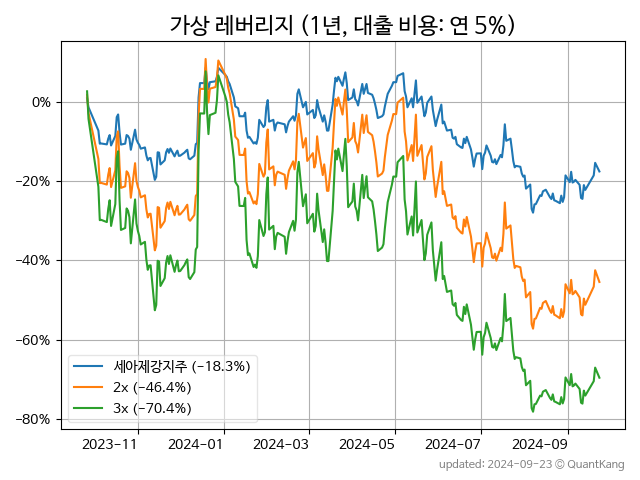 가상 레버리지 (1년, 대출 비용: 연 5%)
0%
−20%
−40%
−60%
−80%
세아제강지주 (−18.3%)
2x (−46.4%)
3x (−70.4%)
2023−11 2024−01 2024−03 2024−05 2024−07 2024−09
updated: 2024−09−23 ⓒ QuantKang